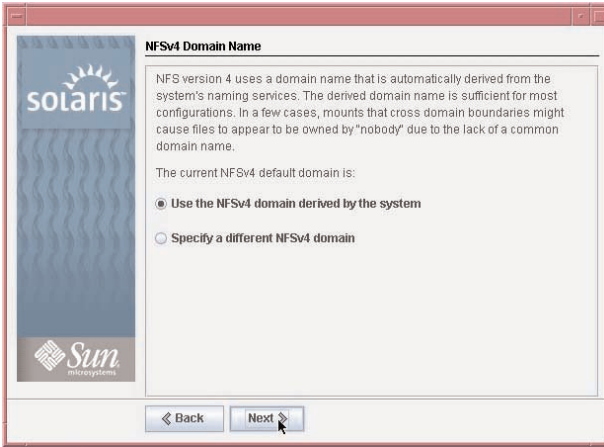 NFSv4 Domain Name
solaris
NFS version 4 uses a domain name that is automatically derived from the
system's naming services. The derived domain name is sufficient for most
configurations. In a few cases, mounts that cross domain boundaries might
cause files to appear to be owned by "nobody" due to the lack of a common
domain name.
The current NFSv4 default domain is:
Use the NFSv4 domain derived by the system
Specify a different NFSv4 domain
Sun
microsystems
Back
Next